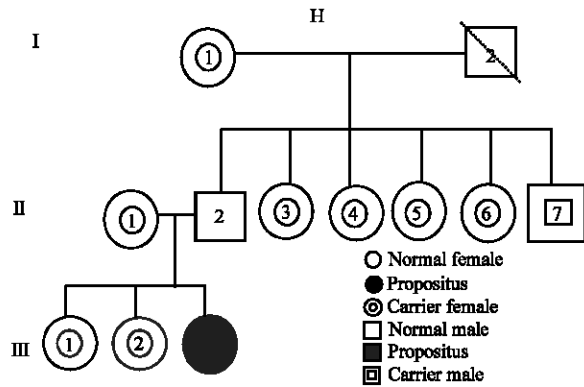 H
I
1
2
II
1
2
3
4
5
6
7
Normal female
Propositus
Carrier female
Normal male
Propositus
Carrier male
III
1
2